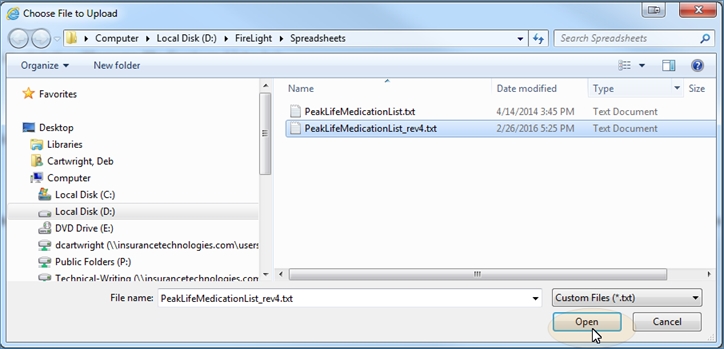 Choose File to Upload
Computer Local Disk (D:) FireLight Spreadsheets Search Spreadsheets
Organize New folder
Favorites
Desktop
Libraries
Cartwright, Deb
Computer
Local Disk (C:)
Local Disk (D:)
DVD Drive (E:)
dcartwright (\\insurancetechnologies.com\users
Public Folders (P:)
Technical-Writing (\\insurancetechnologies.co
Name Date modified Type Size
PeakLifeMedicationList.txt 4/14/2014 3:45 PM Text Document
PeakLifeMedicationList_rev4.txt 2/26/2016 5:25 PM Text Document
File name: PeakLifeMedicationList_rev4.txt Custom Files (*.txt)
Open Cancel